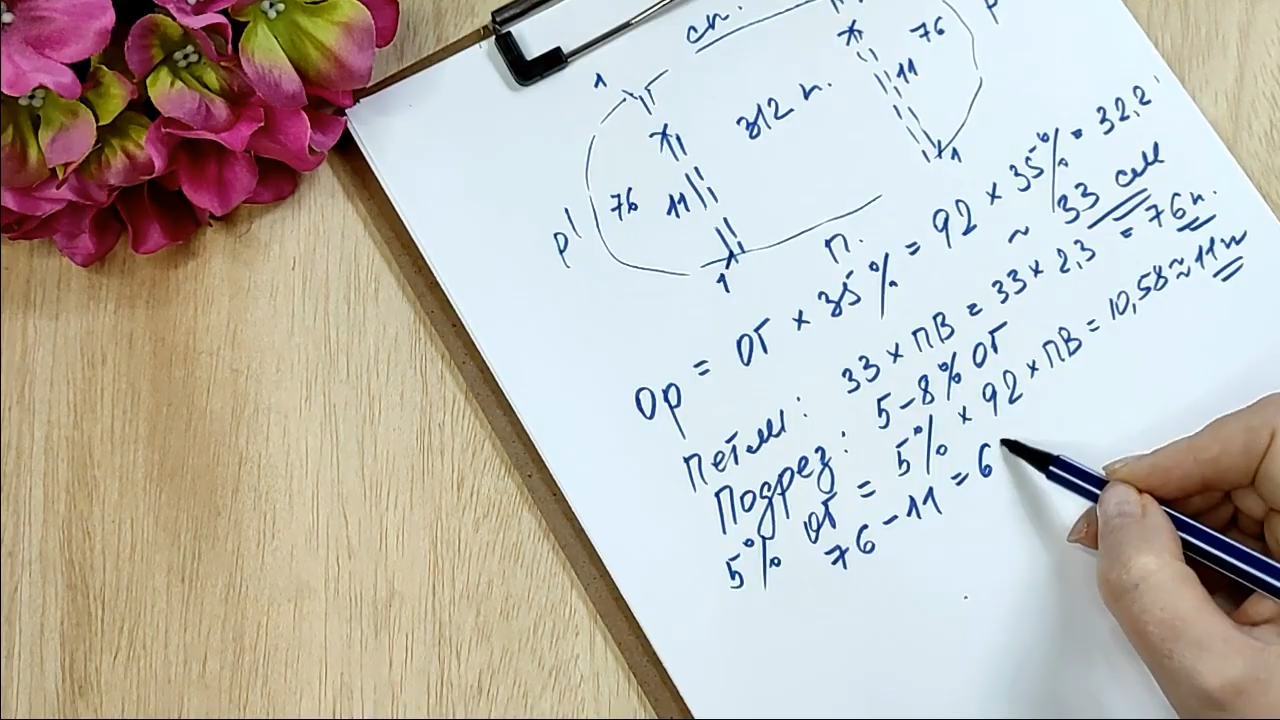 сп.
1
76
76
11
312 п.
1
11
76
р
р
1
п.
ОР = ОГ × 35% = 92 × 35% = 32,2
~ 33 см
Петли: 33 × ПВ = 33 × 2,3 = 76 п.
Подрез: 5-8% ОГ
5% ОГ = 5% × 92 × ПВ = 10,58 ≈ 11 п
76 - 11 = 6